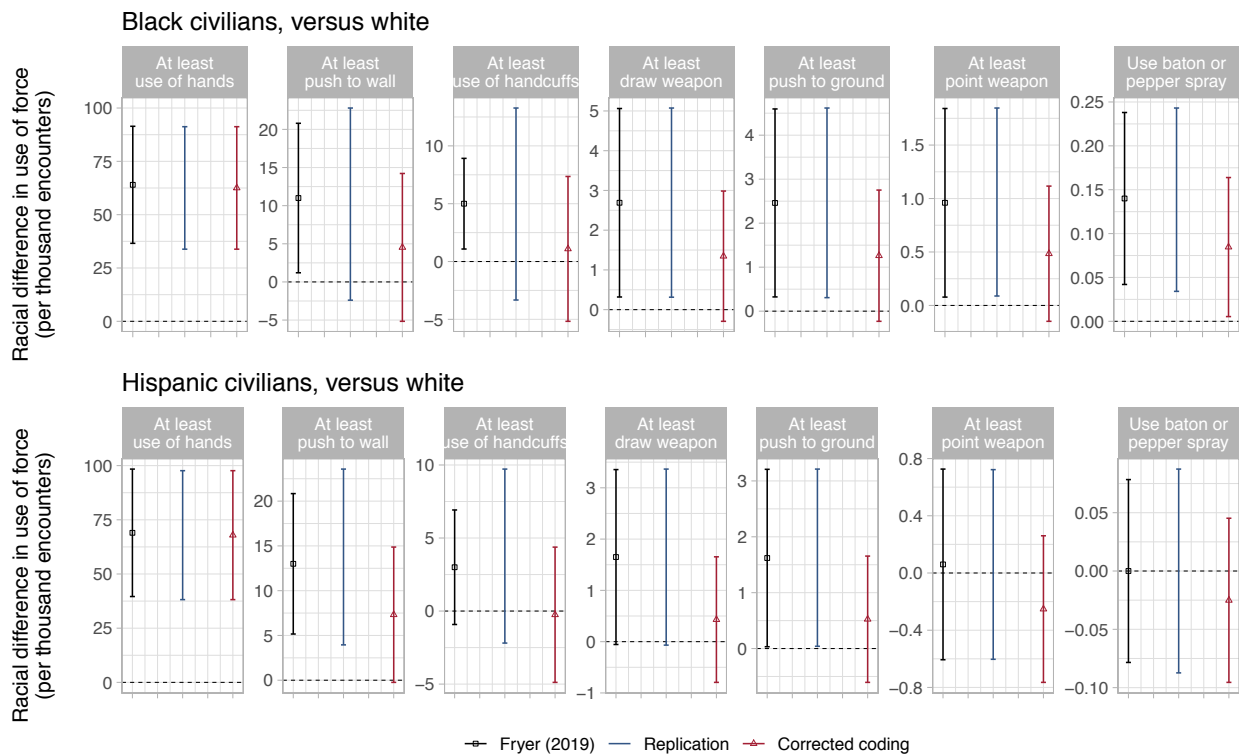 Black civilians, versus white
Racial difference in use of force
(per thousand encounters)
At least
use of hands
100
75
50
25
0
At least
push to wall
20
15
10
5
0
−5
At least
use of handcuffs
10
5
0
−5
At least
draw weapon
5
4
3
2
1
0
At least
push to ground
4
3
2
1
0
At least
point weapon
1.5
1.0
0.5
0.0
Use baton or
pepper spray
0.25
0.20
0.15
0.10
0.05
0.00
Hispanic civilians, versus white
Racial difference in use of force
(per thousand encounters)
At least
use of hands
100
75
50
25
0
At least
push to wall
20
15
10
5
0
At least
use of handcuffs
10
5
0
−5
At least
draw weapon
3
2
1
0
−1
At least
push to ground
3
2
1
0
At least
point weapon
0.8
0.4
0.0
−0.4
−0.8
Use baton or
pepper spray
0.05
0.00
−0.05
−0.10
Fryer (2019) Replication Corrected coding